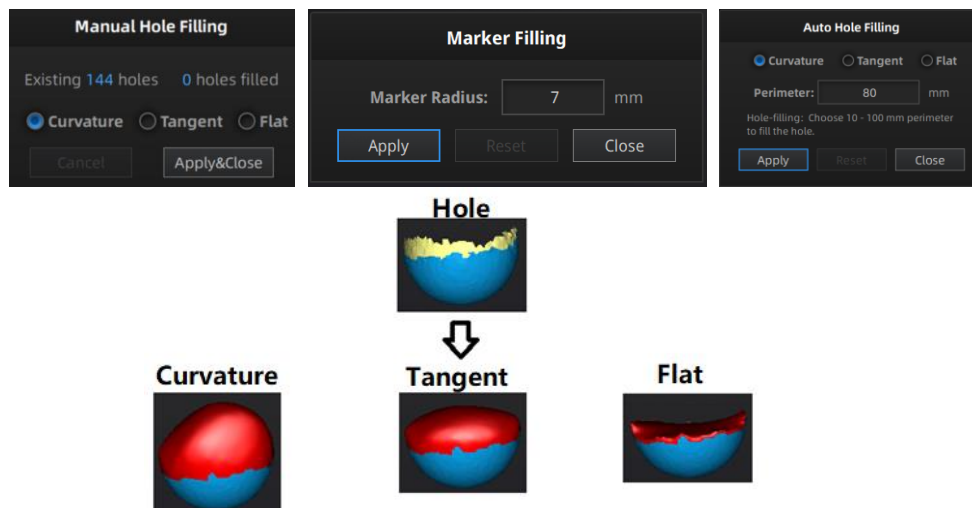 Manual Hole Filling
Existing 144 holes 0 holes filled
Curvature Tangent Flat
Cancel Apply&Close
Marker Filling
Marker Radius: 7 mm
Apply Reset Close
Auto Hole Filling
Curvature Tangent Flat
Perimeter: 80 mm
Hole-filling: Choose 10 - 100 mm perimeter
to fill the hole.
Apply Reset Close
Hole
Curvature Tangent Flat